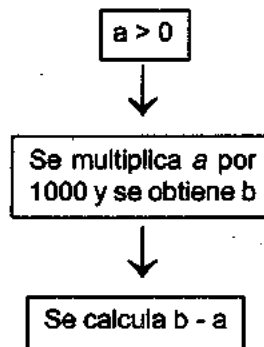 a > 0
Se multiplica a por
1000 y se obtiene b
Se calcula b - a